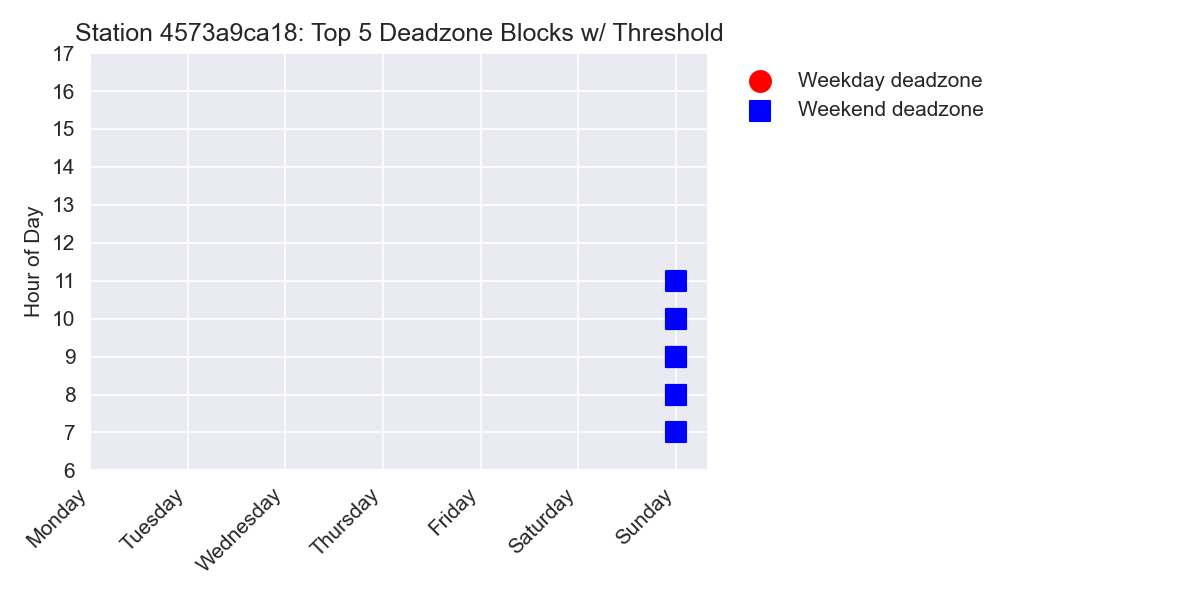 Station 4573a9ca18: Top 5 Deadzone Blocks w/ Threshold
Weekday deadzone
Weekend deadzone
Hour of Day
17
16
15
14
13
12
11
10
9
8
7
6
Monday
Tuesday
Wednesday
Thursday
Friday
Saturday
Sunday